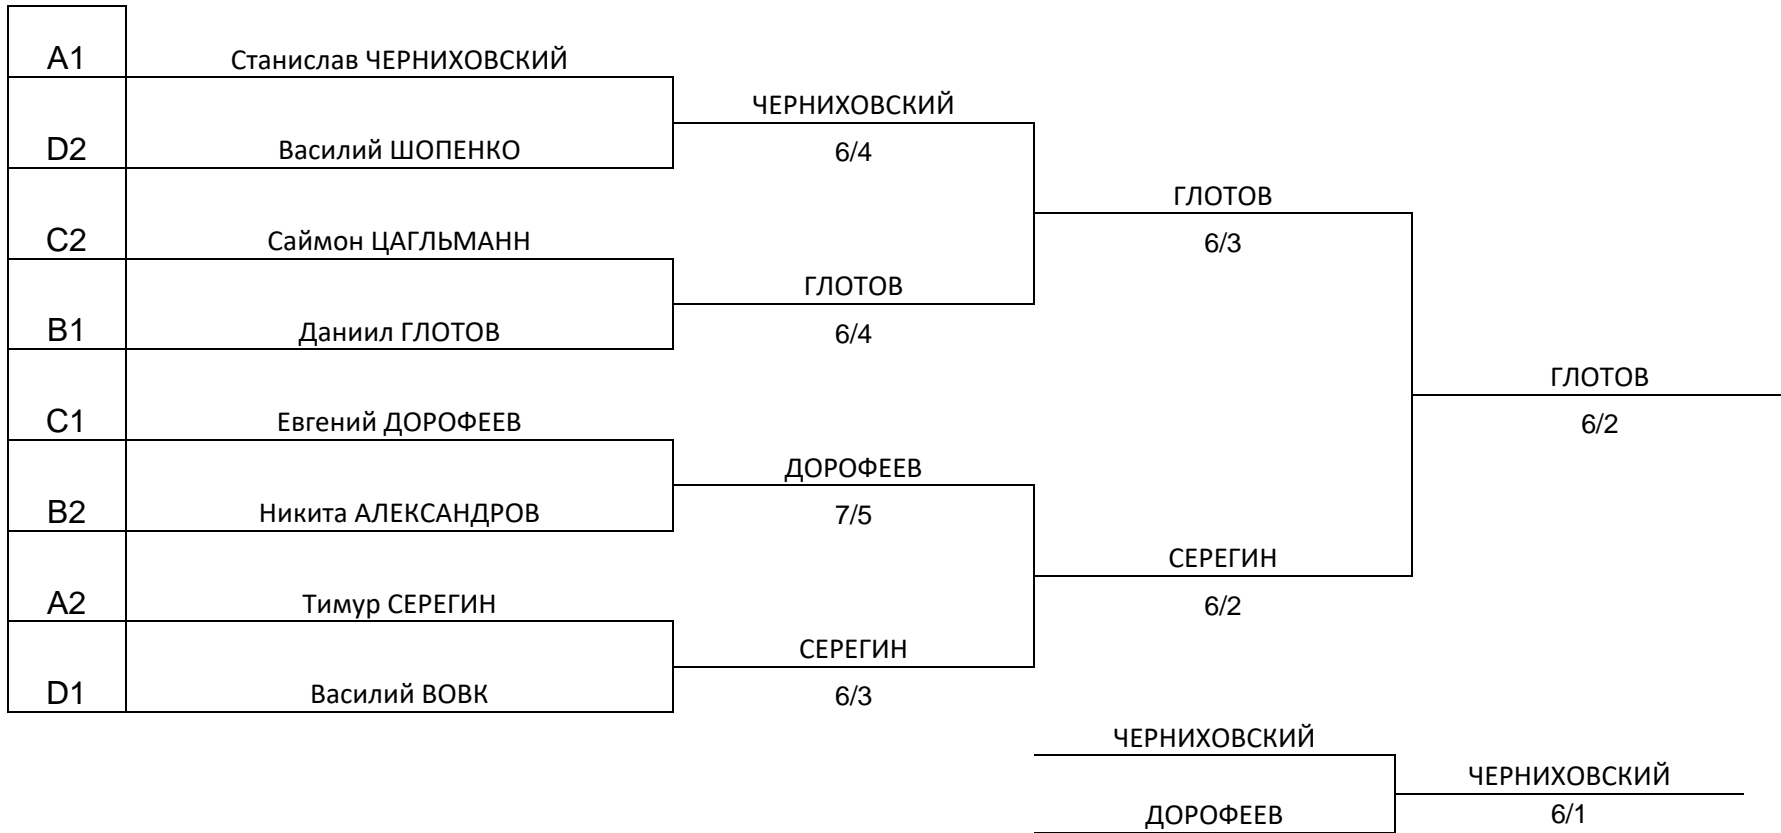 A1 Станислав ЧЕРНИХОВСКИЙ
ЧЕРНИХОВСКИЙ
D2 Василий ШОПЕНКО 6/4
ГЛОТОВ
C2 Саймон ЦАГЛЬМАНН 6/3
ГЛОТОВ
B1 Даниил ГЛОТОВ 6/4
ГЛОТОВ
C1 Евгений ДОРОФЕЕВ 6/2
ДОРОФЕЕВ
B2 Никита АЛЕКСАНДРОВ 7/5
СЕРЕГИН
A2 Тимур СЕРЕГИН 6/2
СЕРЕГИН
D1 Василий ВОВК 6/3
ЧЕРНИХОВСКИЙ
ЧЕРНИХОВСКИЙ
ДОРОФЕЕВ 6/1